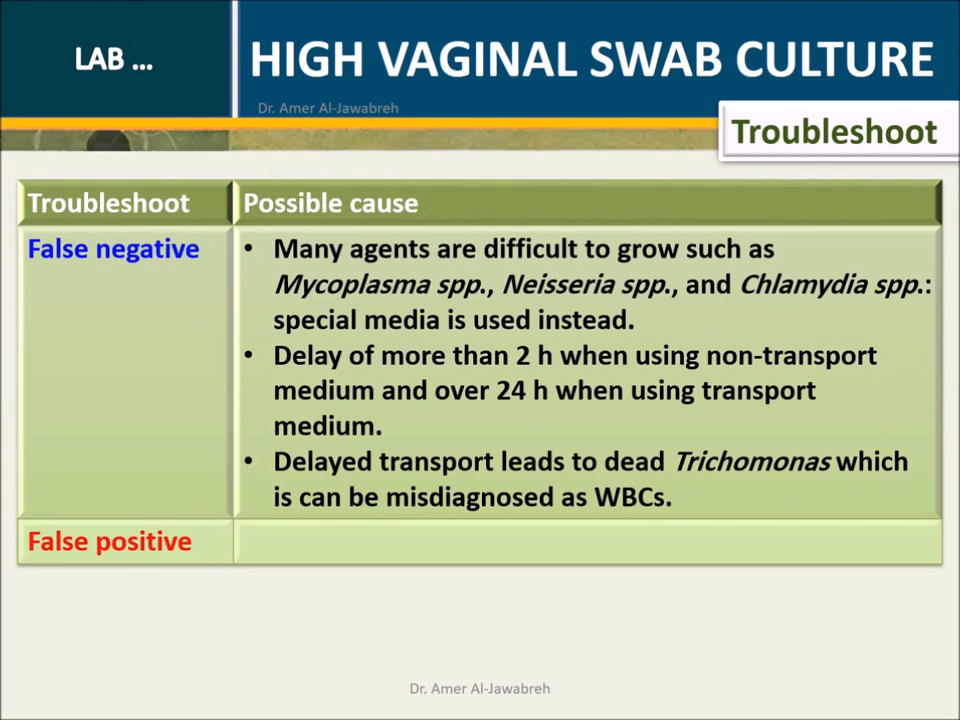 LAB ...
HIGH VAGINAL SWAB CULTURE
Dr. Amer Al-Jawabreh
Troubleshoot
Troubleshoot
Possible cause
False negative
• Many agents are difficult to grow such as
Mycoplasma spp., Neisseria spp., and Chlamydia spp.:
special media is used instead.
• Delay of more than 2 h when using non-transport
medium and over 24 h when using transport
medium.
• Delayed transport leads to dead Trichomonas which
is can be misdiagnosed as WBCs.
False positive
Dr. Amer Al-Jawabreh